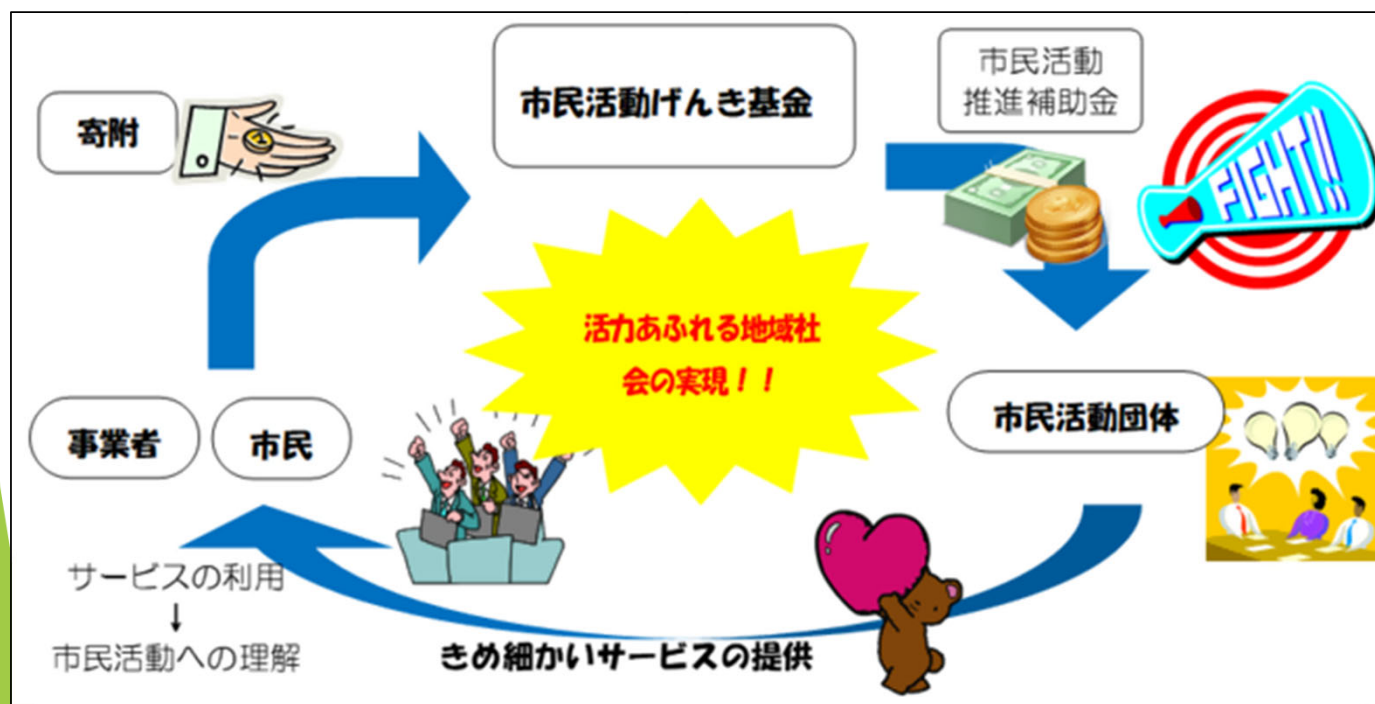 寄附
市民活動げんき基金
市民活動
推進補助金
FIGHT!!
活力あふれる地域社
会の実現！！
事業者
市民
市民活動団体
サービスの利用
↓
市民活動への理解
きめ細かいサービスの提供